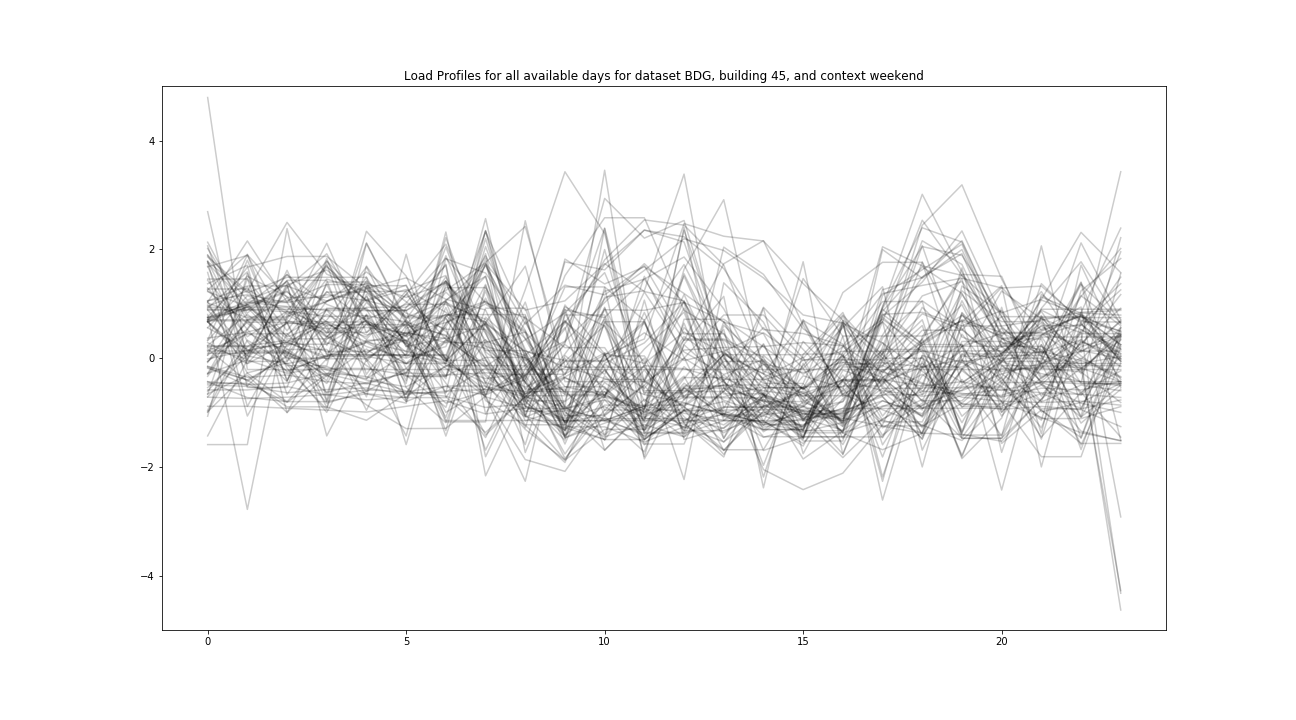 Load Profiles for all available days for dataset BDG, building 45, and context weekend
4
2
0
−2
−4
0 5 10 15 20